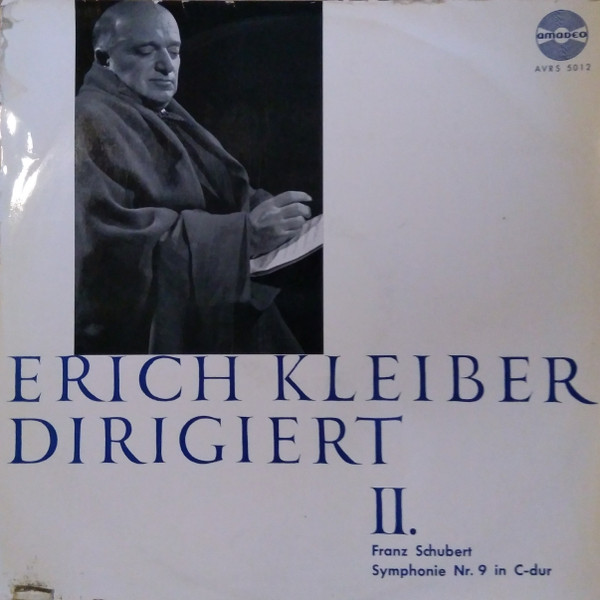 amadeo
AVRS 5012
ERICH KLEIBER
DIRIGIERT
II.
Franz Schubert
Symphonie Nr. 9 in C-dur